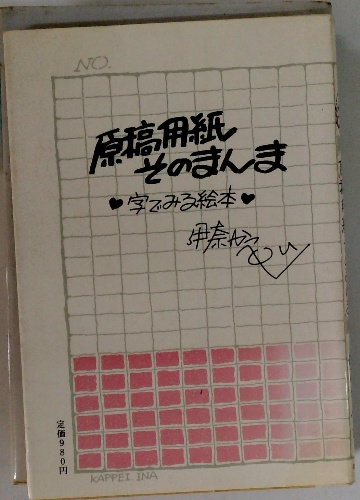 NO.
原稿用紙
そのまんま
♥字でみる絵本♥
伊奈かっぺい
定価980円
KAPPEI INA